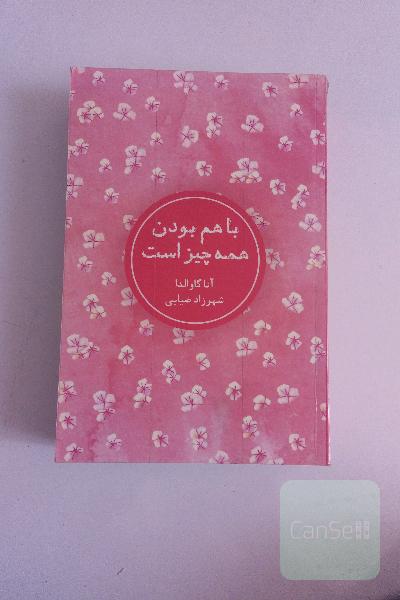 با هم بودن
همه چیز است
آنا گاوالدا
شهرزاد ضیایی
CanSell